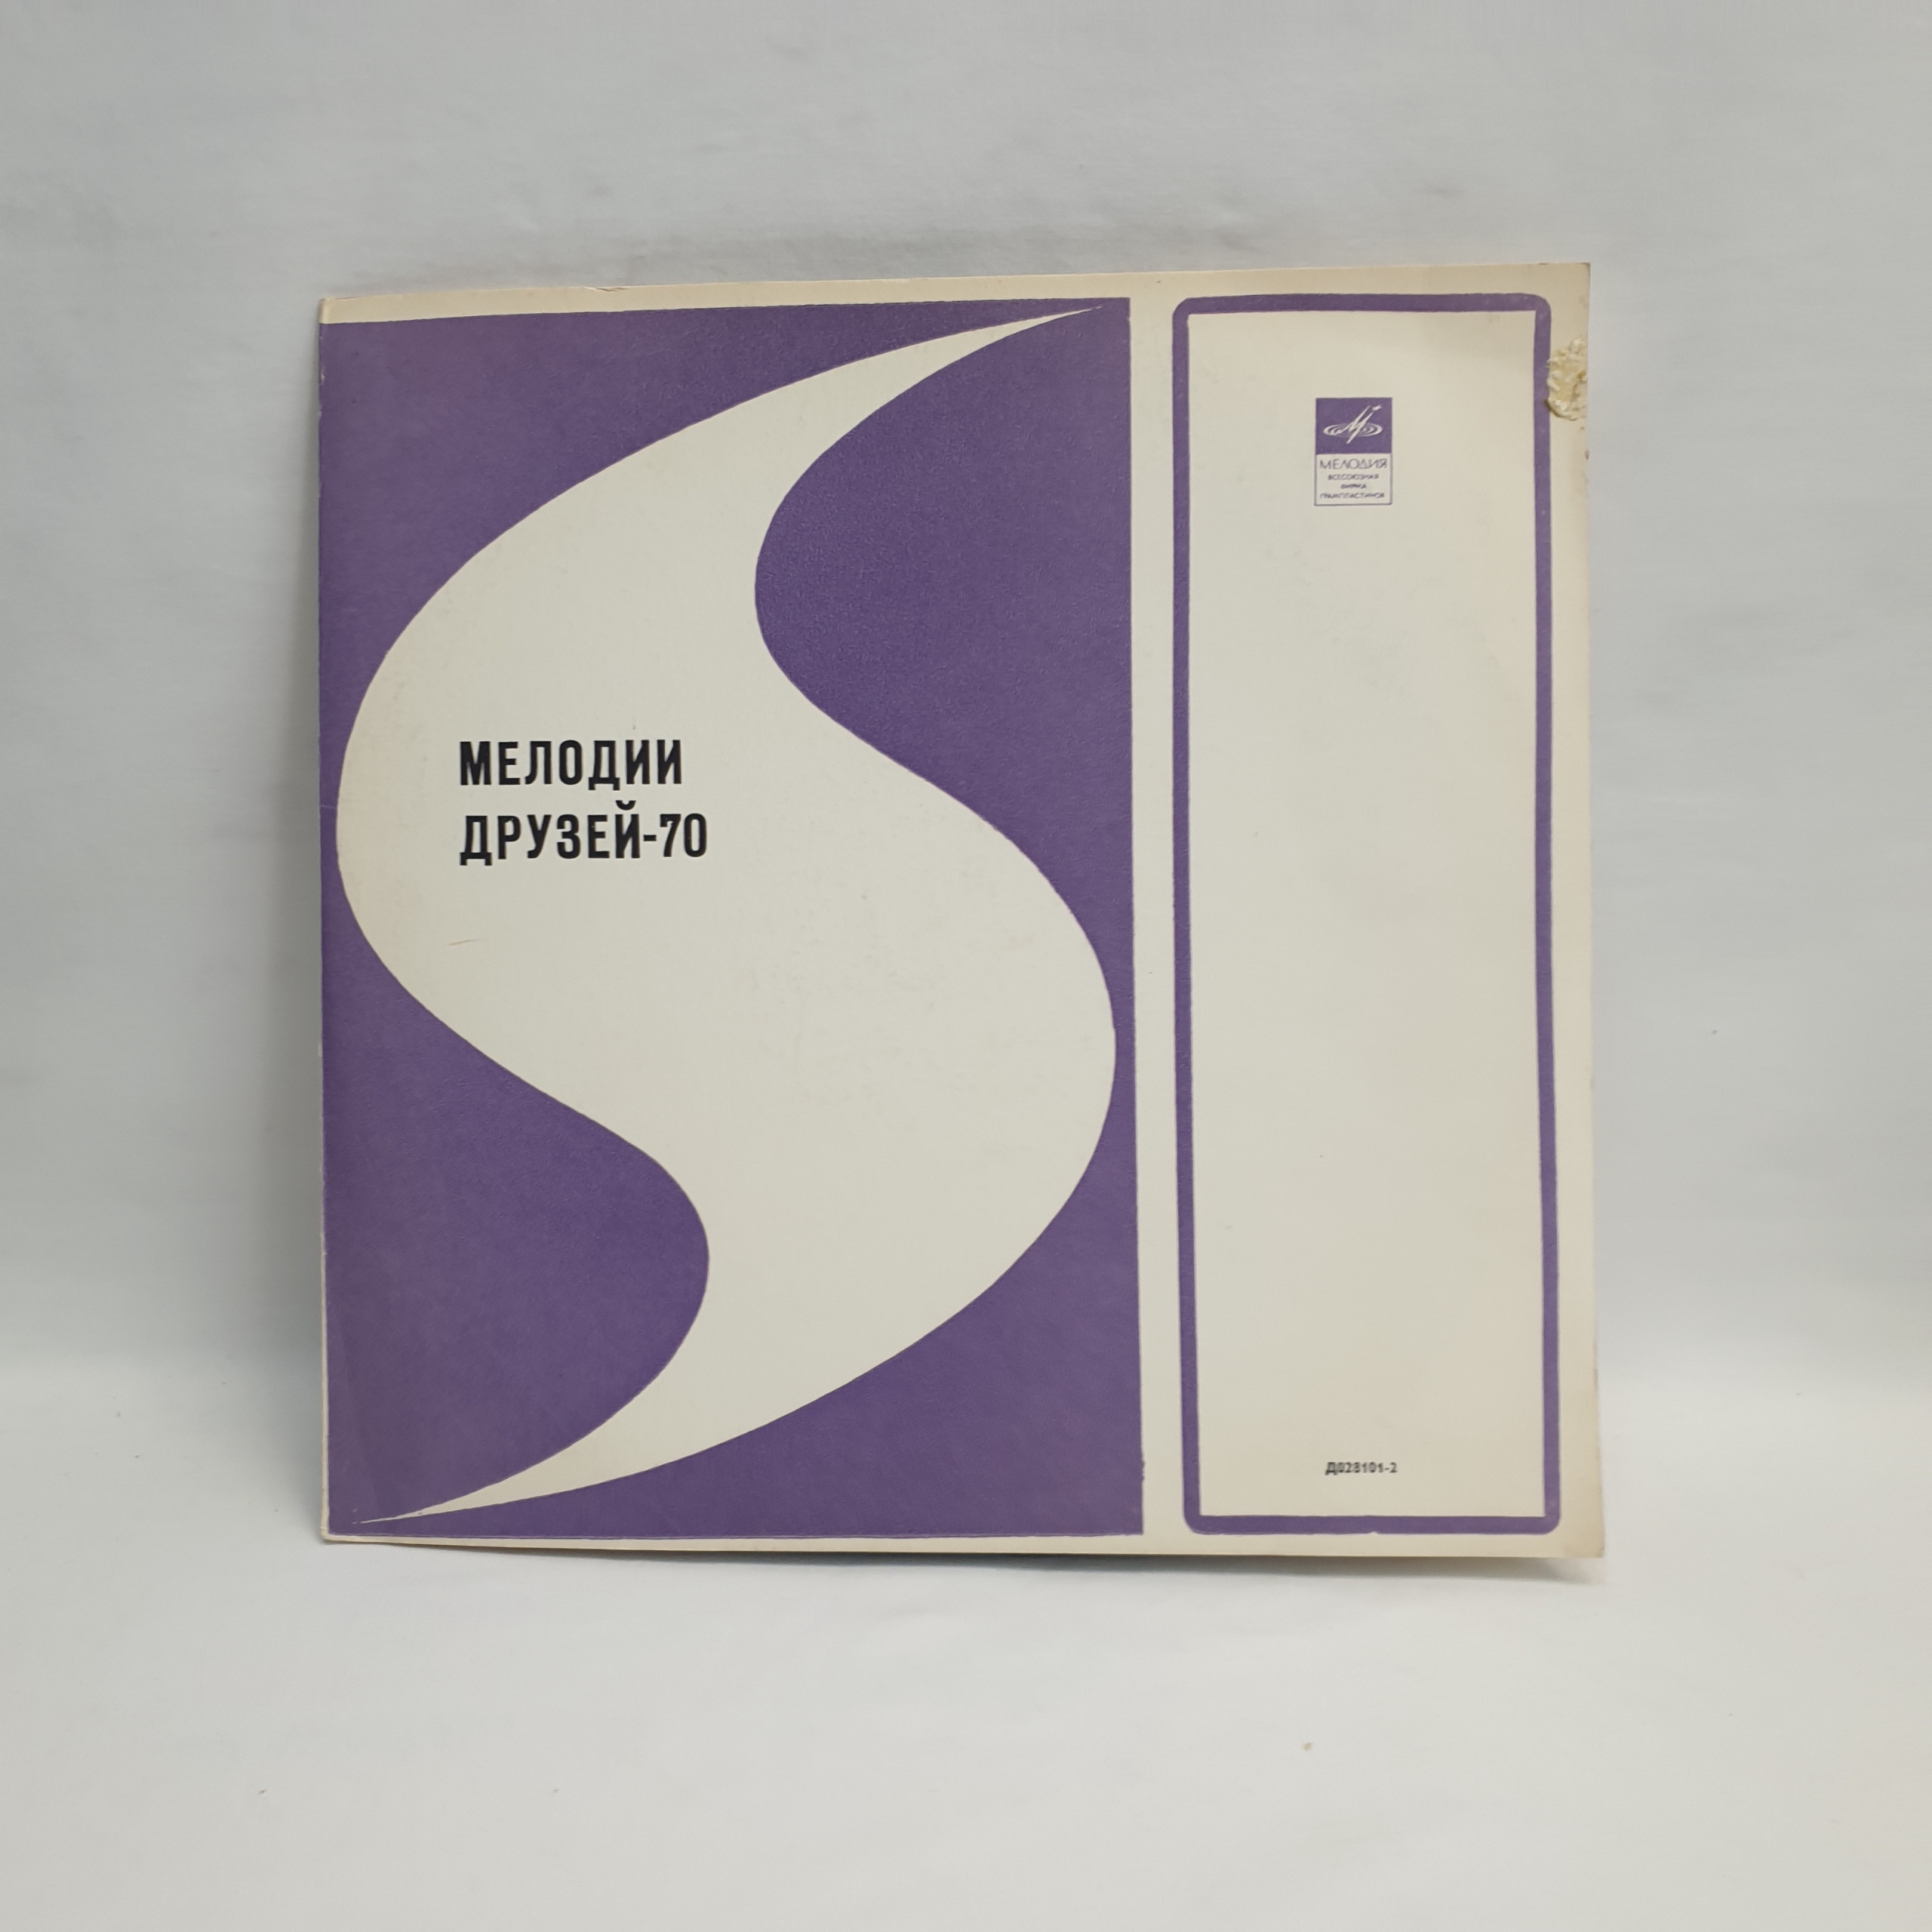 МЕЛОДИИ
ДРУЗЕЙ-70
МЕЛОДИЯ
ВСЕСОЮЗНАЯ
ФИРМА
ГРАМПЛАСТИНОК
Д028101-2